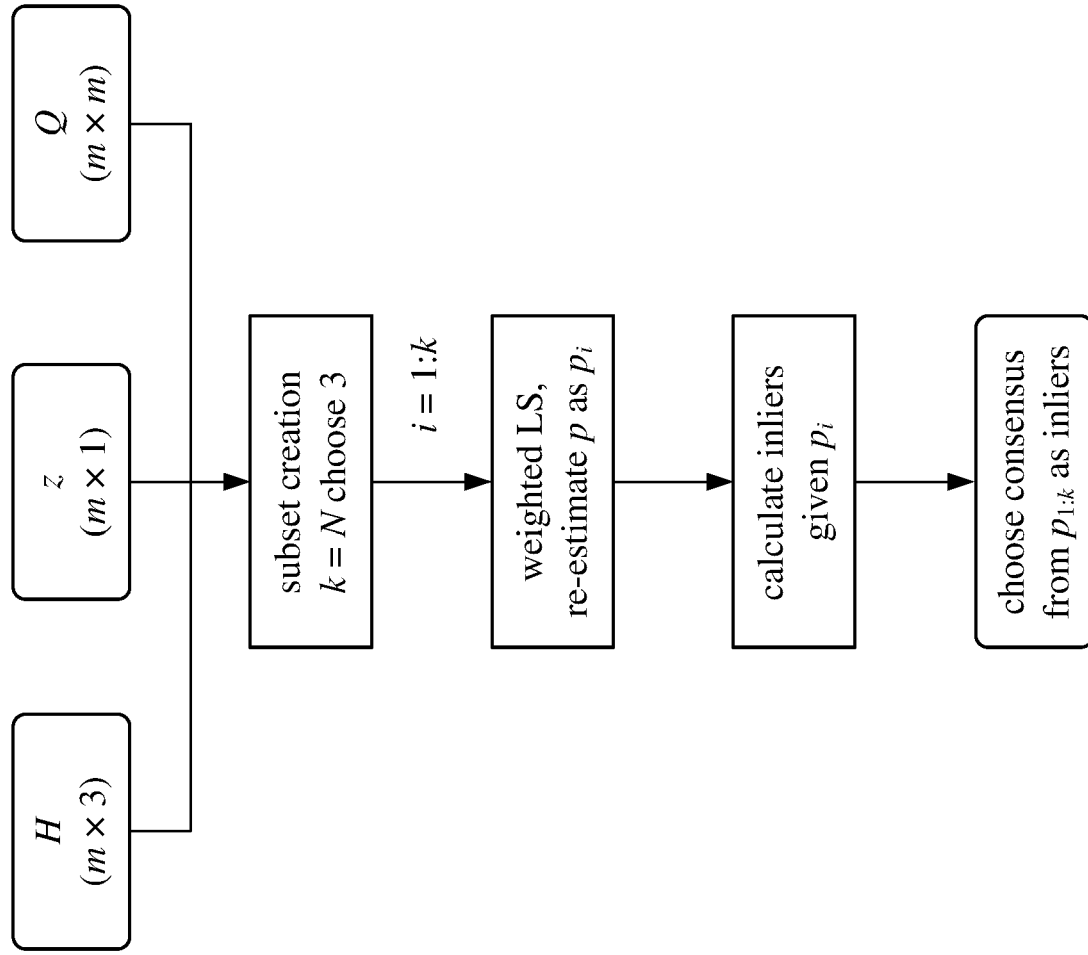 H
(m × 3)
z
(m × 1)
Q
(m × m)
subset creation
k = N choose 3
i = 1:k
weighted LS,
re-estimate p as pᵢ
calculate inliers
given pᵢ
choose consensus
from p₁:ₖ as inliers